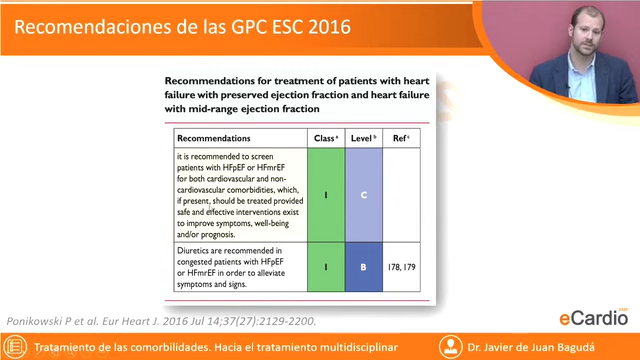 Recomendaciones de las GPC ESC 2016
Recommendations for treatment of patients with heart
failure with preserved ejection fraction and heart failure
with mid-range ejection fraction
Recommendations Class a Level b Ref c
it is recommended to screen
patients with HFpEF or HFmrEF
for both cardiovascular and non-
cardiovascular comorbidities, which,
if present, should be treated provided
safe and effective interventions exist
to improve symptoms, well-being
and/or prognosis.
I C
Diuretics are recommended in
congested patients with HFpEF
or HFmrEF in order to alleviate
symptoms and signs.
I B 178, 179
Ponikowski P et al. Eur Heart J. 2016 Jul 14;37(27):2129-2200.
eCardio
Tratamiento de las comorbilidades. Hacia el tratamiento multidisciplinar
Dr. Javier de Juan Bagudá